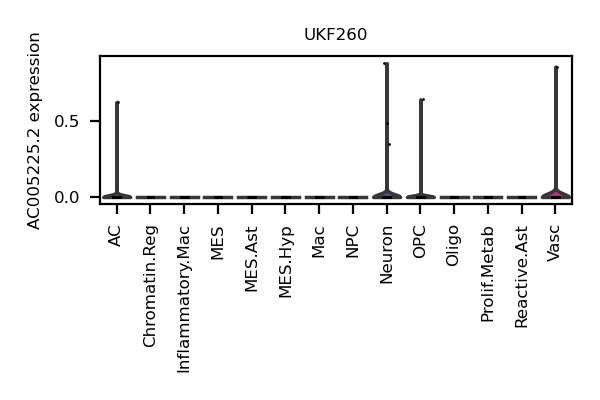 UKF260
AC005225.2 expression
0.5
0.0
AC
Chromatin.Reg
Inflammatory.Mac
MES
MES.Ast
MES.Hyp
Mac
NPC
Neuron
OPC
Oligo
Prolif.Metab
Reactive.Ast
Vasc